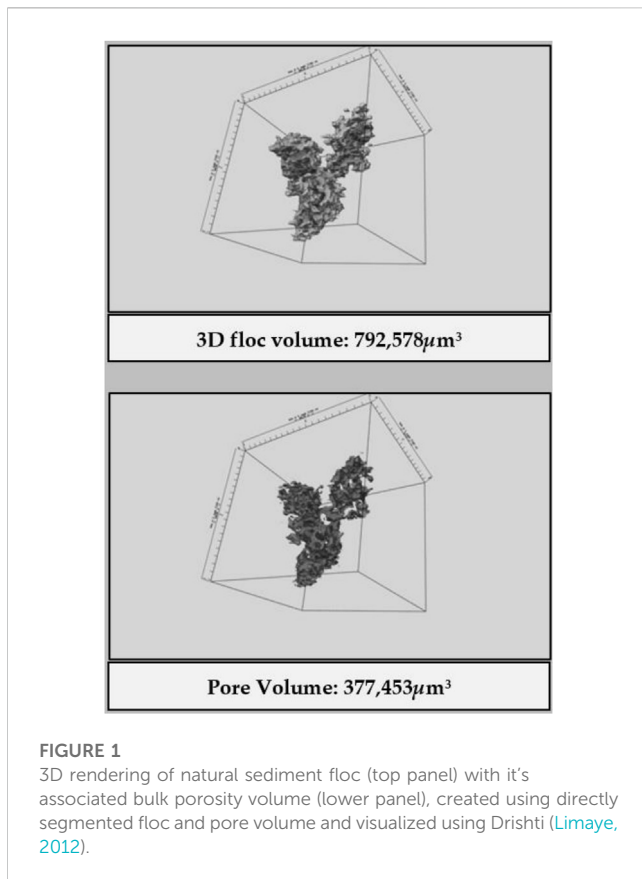 3D floc volume: 792,578µm³
Pore Volume: 377,453µm³
FIGURE 1
3D rendering of natural sediment floc (top panel) with it's
associated bulk porosity volume (lower panel), created using directly
segmented floc and pore volume and visualized using Drishti (Limaye,
2012).